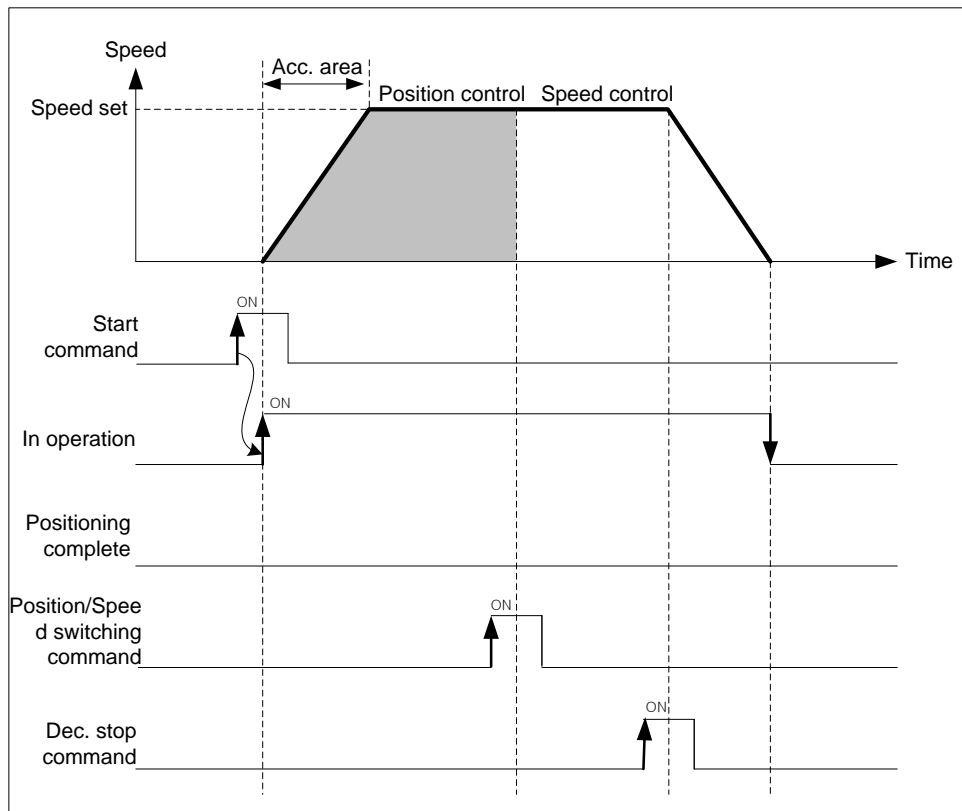 Speed
Acc. area
Speed set
Position control
Speed control
Time
ON
Start
command
ON
In operation
Positioning
complete
ON
Position/Spee
d switching
command
ON
Dec. stop
command